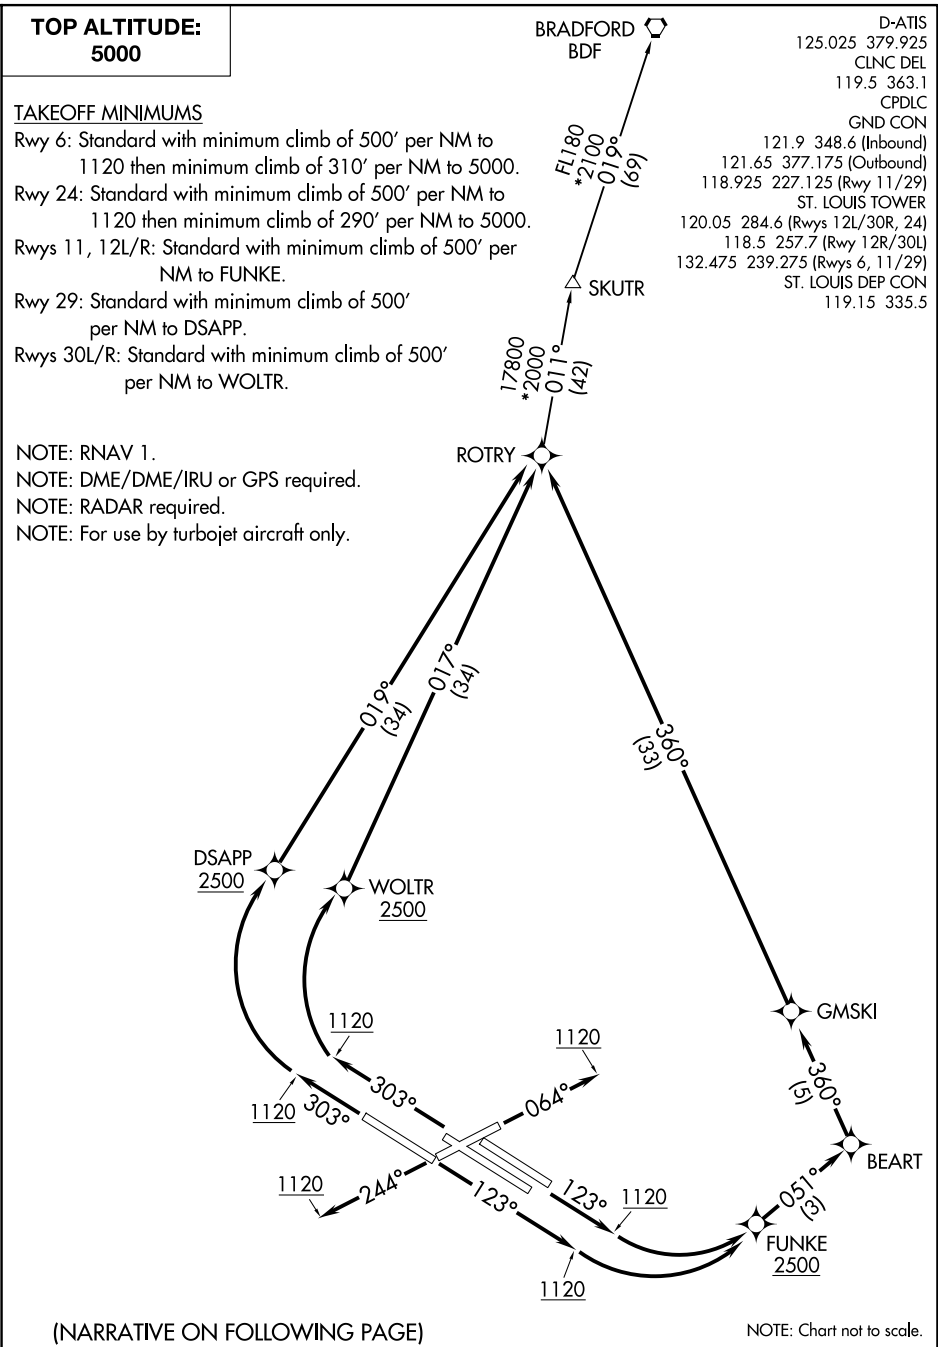 TOP ALTITUDE:
5000
BRADFORD
BDF
D-ATIS
125.025 379.925
CLNC DEL
119.5 363.1
CPDLC
GND CON
121.9 348.6 (Inbound)
121.65 377.175 (Outbound)
118.925 227.125 (Rwy 11/29)
ST. LOUIS TOWER
120.05 284.6 (Rwys 12L/30R, 24)
118.5 257.7 (Rwy 12R/30L)
132.475 239.275 (Rwys 6, 11/29)
ST. LOUIS DEP CON
119.15 335.5
TAKEOFF MINIMUMS
Rwy 6: Standard with minimum climb of 500' per NM to
1120 then minimum climb of 310' per NM to 5000.
Rwy 24: Standard with minimum climb of 500' per NM to
1120 then minimum climb of 290' per NM to 5000.
Rwys 11, 12L/R: Standard with minimum climb of 500' per
NM to FUNKE.
Rwy 29: Standard with minimum climb of 500'
per NM to DSAPP.
Rwys 30L/R: Standard with minimum climb of 500'
per NM to WOLTR.
NOTE: RNAV 1.
NOTE: DME/DME/IRU or GPS required.
NOTE: RADAR required.
NOTE: For use by turbojet aircraft only.
FL180
*2100
019°
(69)
SKUTR
17800
*2000
011°
(42)
ROTRY
019°
(34)
017°
(34)
360°
(33)
DSAPP
2500
WOLTR
2500
GMSKI
1120
1120
360°
(5)
303°
064°
1120
303°
BEART
1120
244°
123°
123°
1120
051°
(3)
FUNKE
2500
1120
(NARRATIVE ON FOLLOWING PAGE)
NOTE: Chart not to scale.